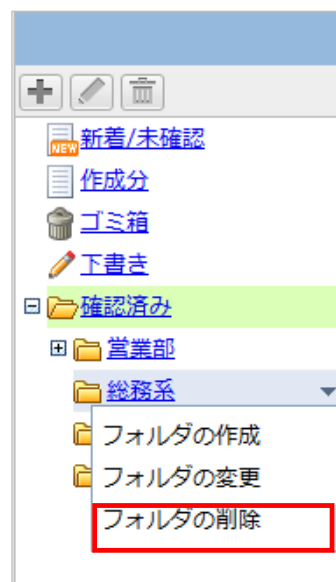 新着/未確認
NEW
作成分
ゴミ箱
下書き
確認済み
営業部
総務系
フォルダの作成
フォルダの変更
フォルダの削除